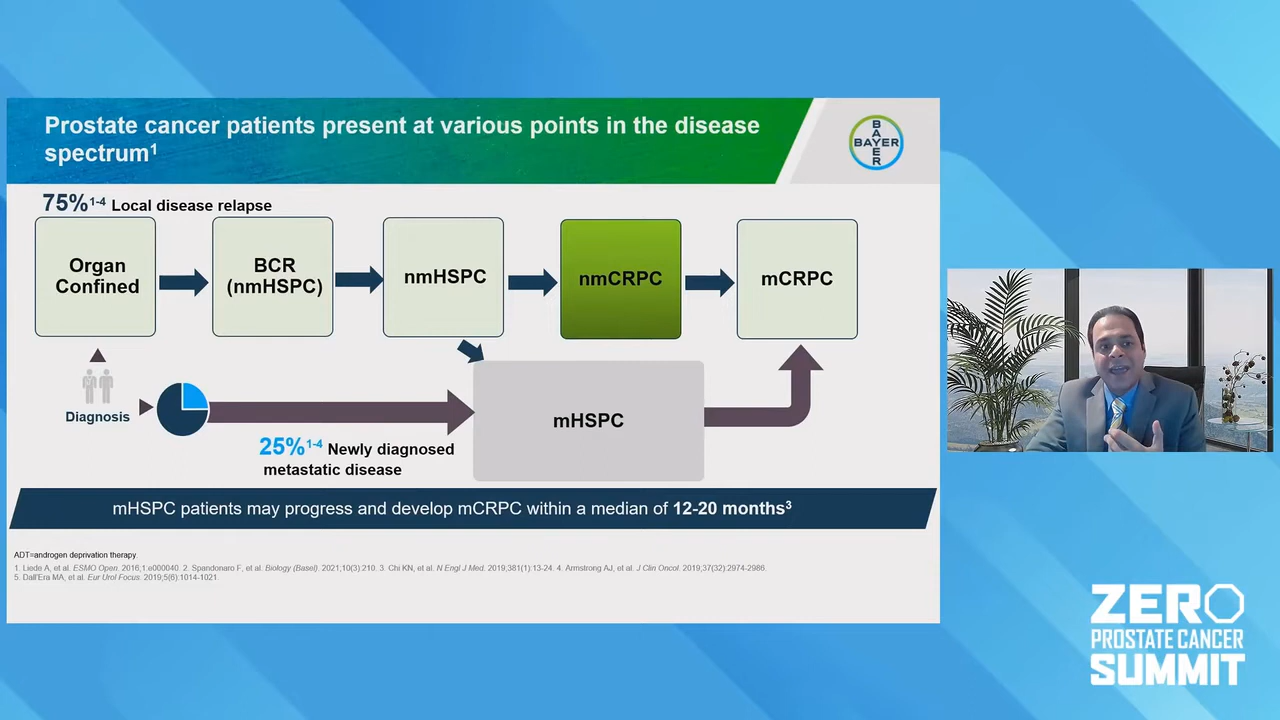 Prostate cancer patients present at various points in the disease
spectrum1
BAYER
BAYER
75%1-4 Local disease relapse
Organ
Confined
BCR
(nmHSPC)
nmHSPC
nmCRPC
mCRPC
Diagnosis
mHSPC
25%1-4 Newly diagnosed
metastatic disease
mHSPC patients may progress and develop mCRPC within a median of 12-20 months3
ADT=androgen deprivation therapy.
1. Liede A, et al. ESMO Open. 2016;1:e000040. 2. Spandonaro F, et al. Biology (Basel). 2021;10(3):210. 3. Chi KN, et al. N Engl J Med. 2019;381(1):13-24. 4. Armstrong AJ, et al. J Clin Oncol. 2019;37(32):2974-2986.
5. Dall'Era MA, et al. Eur Urol Focus. 2019;5(6):1014-1021.
ZERO
PROSTATE CANCER
SUMMIT